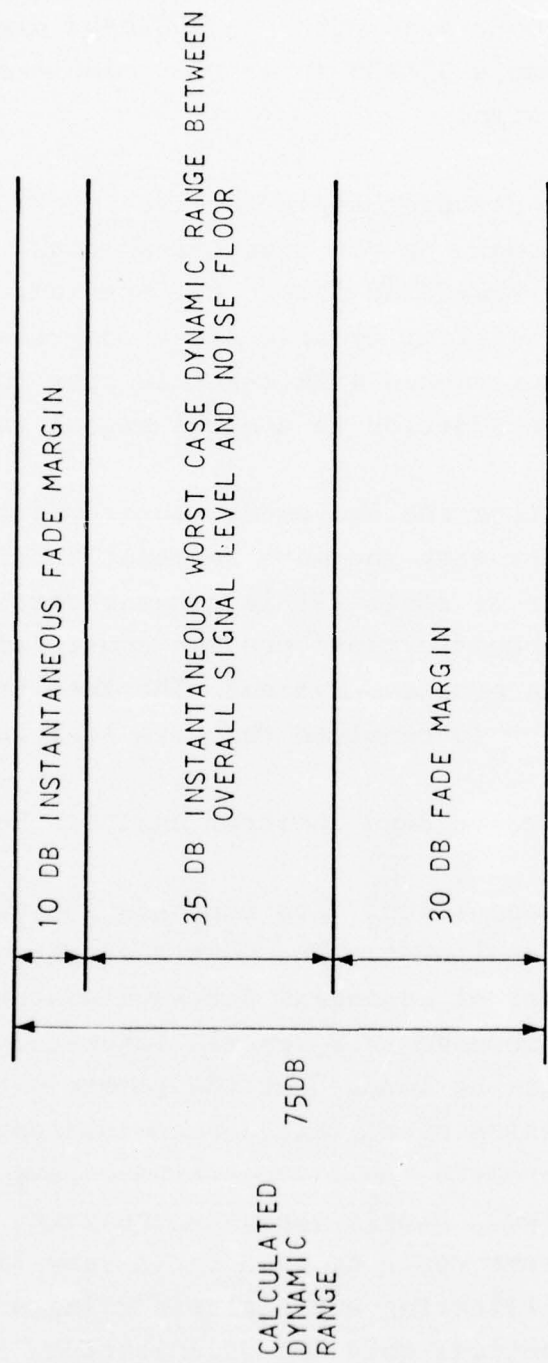 10 DB INSTANTANEOUS FADE MARGIN
35 DB INSTANTANEOUS WORST CASE DYNAMIC RANGE BETWEEN
OVERALL SIGNAL LEVEL AND NOISE FLOOR
30 DB FADE MARGIN
75DB
CALCULATED
DYNAMIC
RANGE